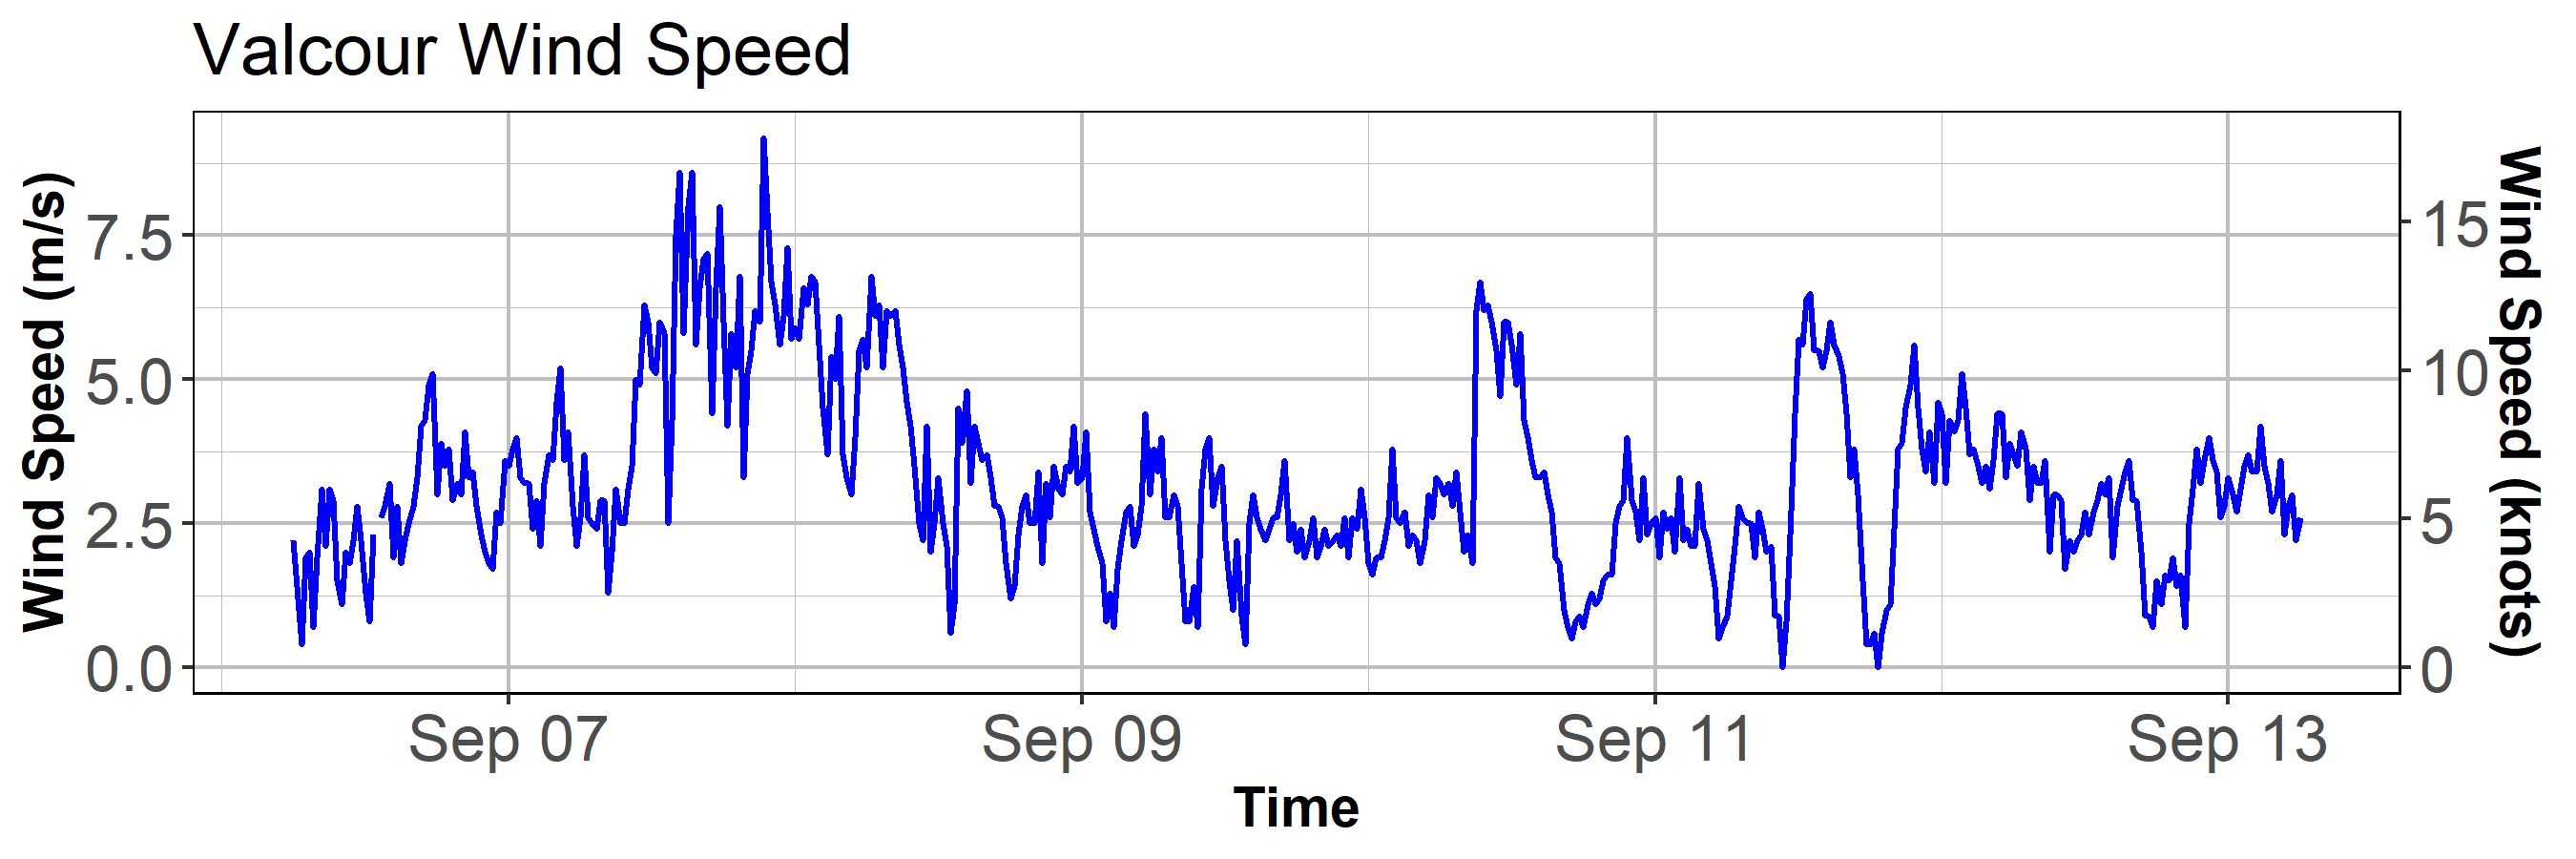 Valcour Wind Speed
Wind Speed (m/s)
7.5
5.0
2.5
0.0
15
10
5
0
Wind Speed (knots)
Sep 07
Sep 09
Sep 11
Sep 13
Time